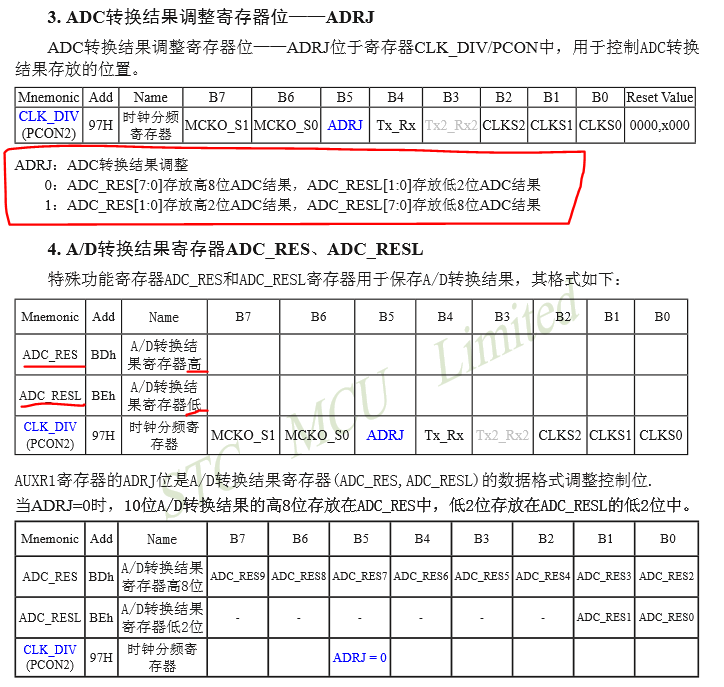 3. ADC转换结果调整寄存器位——ADRJ
ADC转换结果调整寄存器位——ADRJ位于寄存器CLK_DIV/PCON中，用于控制ADC转换
结果存放的位置。
Mnemonic Add Name B7 B6 B5 B4 B3 B2 B1 B0 Reset Value
CLK_DIV (PCON2) 97H 时钟分频寄存器 MCKO_S1 MCKO_S0 ADRJ Tx_Rx Tx2_Rx2 CLKS2 CLKS1 CLKS0 0000,x000
ADRJ：ADC转换结果调整
0：ADC_RES[7:0]存放高8位ADC结果，ADC_RESL[1:0]存放低2位ADC结果
1：ADC_RES[1:0]存放高2位ADC结果，ADC_RESL[7:0]存放低8位ADC结果
4. A/D转换结果寄存器ADC_RES、ADC_RESL
特殊功能寄存器ADC_RES和ADC_RESL寄存器用于保存A/D转换结果，其格式如下：
Mnemonic Add Name B7 B6 B5 B4 B3 B2 B1 B0
ADC_RES BDh A/D转换结果寄存器高
ADC_RESL BEh A/D转换结果寄存器低
CLK_DIV (PCON2) 97H 时钟分频寄存器 MCKO_S1 MCKO_S0 ADRJ Tx_Rx Tx2_Rx2 CLKS2 CLKS1 CLKS0
STC MCU Limited
AUXR1寄存器的ADRJ位是A/D转换结果寄存器(ADC_RES,ADC_RESL)的数据格式调整控制位.
当ADRJ=0时，10位A/D转换结果的高8位存放在ADC_RES中，低2位存放在ADC_RESL的低2位中。
Mnemonic Add Name B7 B6 B5 B4 B3 B2 B1 B0
ADC_RES BDh A/D转换结果寄存器高8位 ADC_RES9 ADC_RES8 ADC_RES7 ADC_RES6 ADC_RES5 ADC_RES4 ADC_RES3 ADC_RES2
ADC_RESL BEh A/D转换结果寄存器低2位 - - - - - - ADC_RES1 ADC_RES0
CLK_DIV (PCON2) 97H 时钟分频寄存器 ADRJ = 0